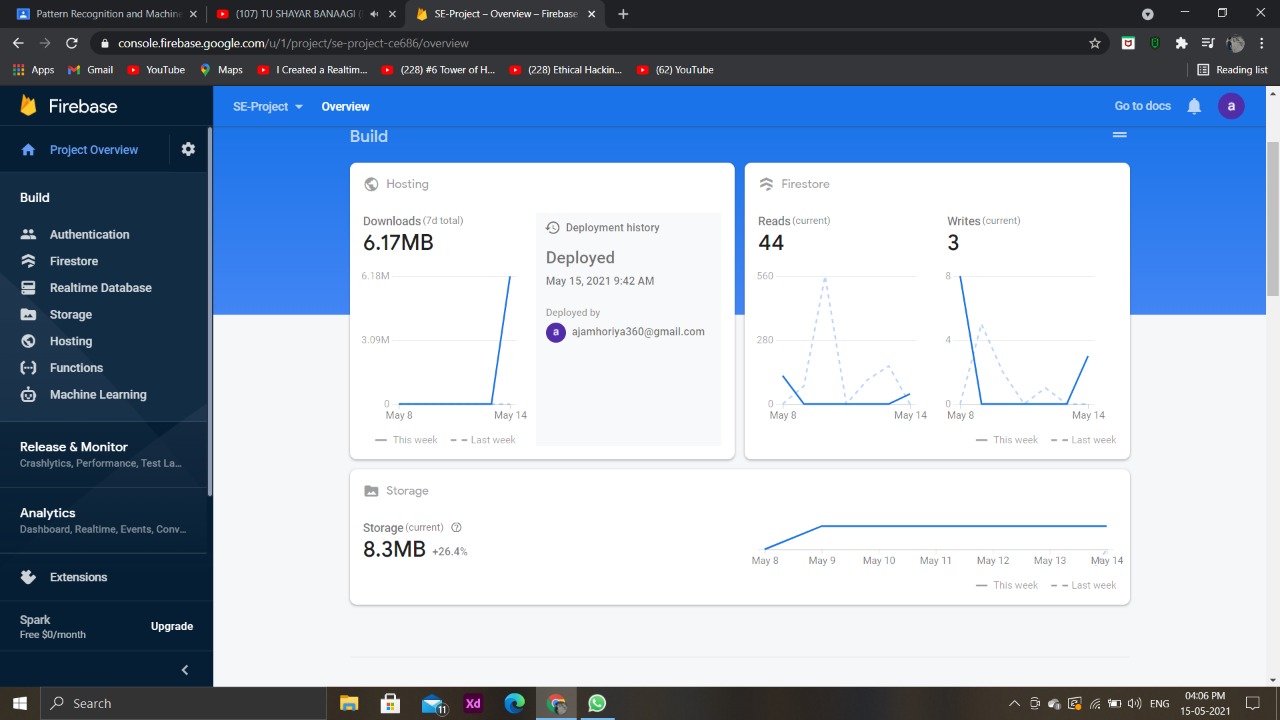 Pattern Recognition and Machin
(107) TU SHAYAR BANAAGI (
SE-Project – Overview – Firebase
console.firebase.google.com/u/1/project/se-project-ce686/overview
Apps
Gmail
YouTube
Maps
I Created a Realtim...
(228) #6 Tower of H...
(228) Ethical Hackin...
(62) YouTube
Reading list
Firebase
SE-Project
Overview
Go to docs
a
Project Overview
Build
Authentication
Firestore
Realtime Database
Storage
Hosting
Functions
Machine Learning
Release & Monitor
Crashlytics, Performance, Test La...
Analytics
Dashboard, Realtime, Events, Conv...
Extensions
Spark
Free $0/month
Upgrade
Build
Hosting
Downloads (7d total)
6.17MB
6.18M
3.09M
0
May 8
May 14
This week
Last week
Deployment history
Deployed
May 15, 2021 9:42 AM
Deployed by
a ajamhoriya360@gmail.com
Firestore
Reads (current)
44
560
280
0
May 8
May 14
Writes (current)
3
8
4
0
May 8
May 14
This week
Last week
Storage
Storage (current)
8.3MB +26.4%
May 8
May 9
May 10
May 11
May 12
May 13
May 14
This week
Last week
Search
11
Xd
ENG
04:06 PM
15-05-2021